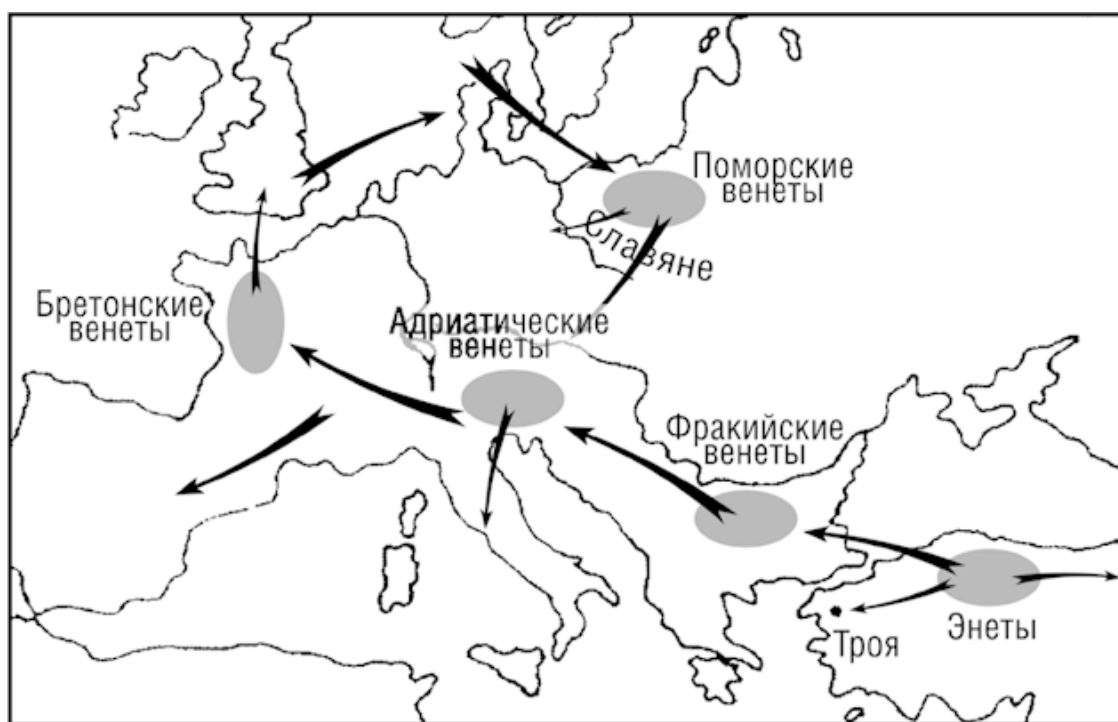 Поморские
венеты
Славяне
Бретонские
венеты
Адриатические
венеты
Фракийские
венеты
Троя
Энеты